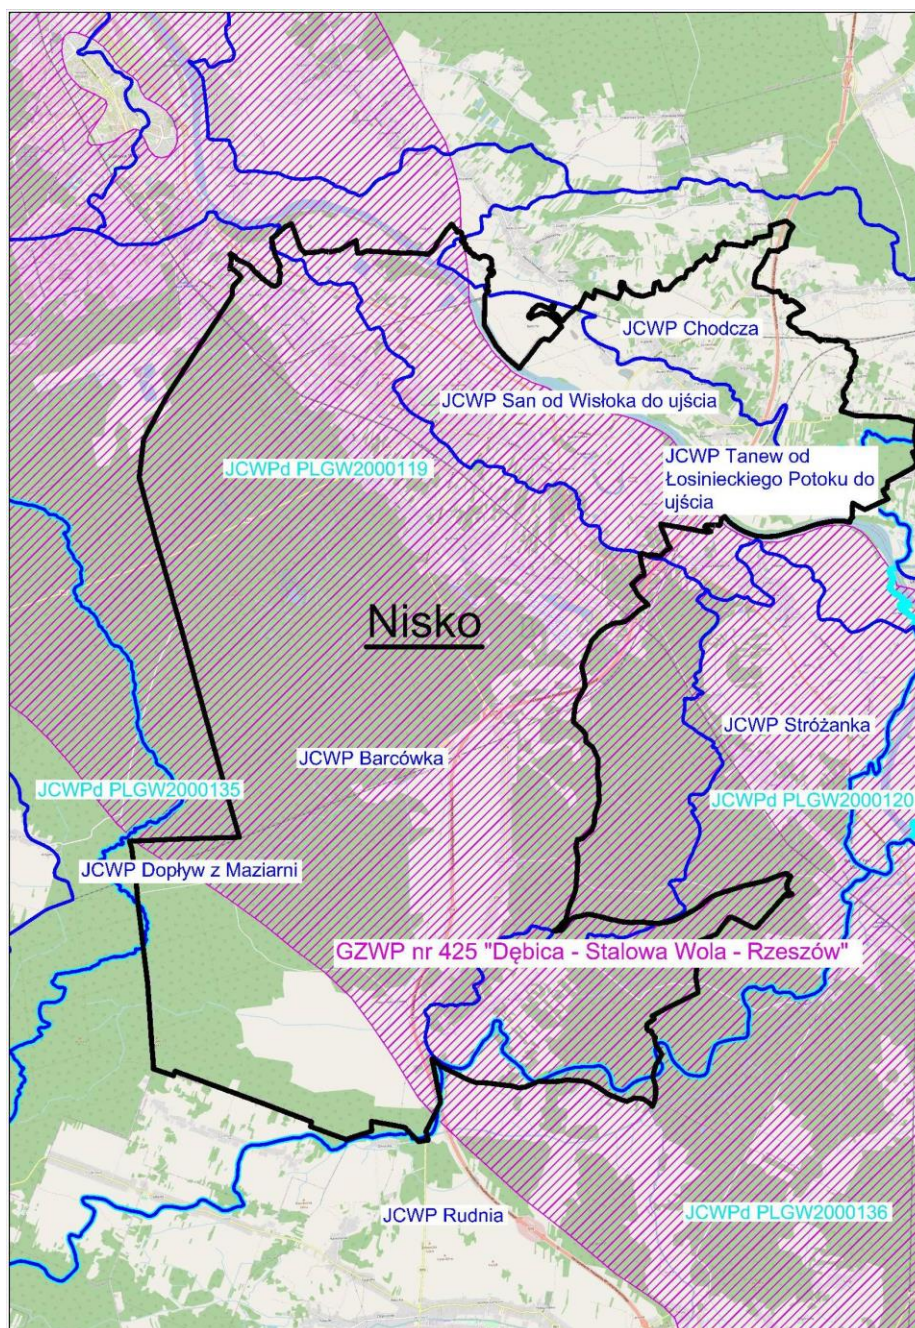 JCWP Chodcza
JCWP San od Wisłoka do ujścia
JCWP Tanew od
Łosinieckiego Potoku do
ujścia
JCWPd PLGW2000119
Nisko
JCWP Stróżanka
JCWP Barcówka
JCWPd PLGW2000135
JCWPd PLGW2000120
JCWP Dopływ z Maziarni
GZWP nr 425 "Dębica - Stalowa Wola - Rzeszów"
JCWP Rudnia
JCWPd PLGW2000136